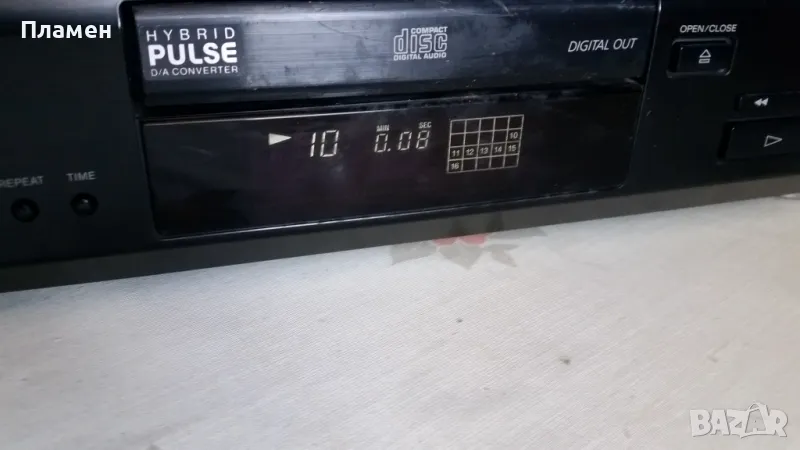 Пламен
HYBRID
PULSE
D/A CONVERTER
COMPACT
disc
DIGITAL AUDIO
DIGITAL OUT
OPEN/CLOSE
MIN SEC
10 0.08
10
11 12 13 14 15
16
REPEAT TIME
BAZAR